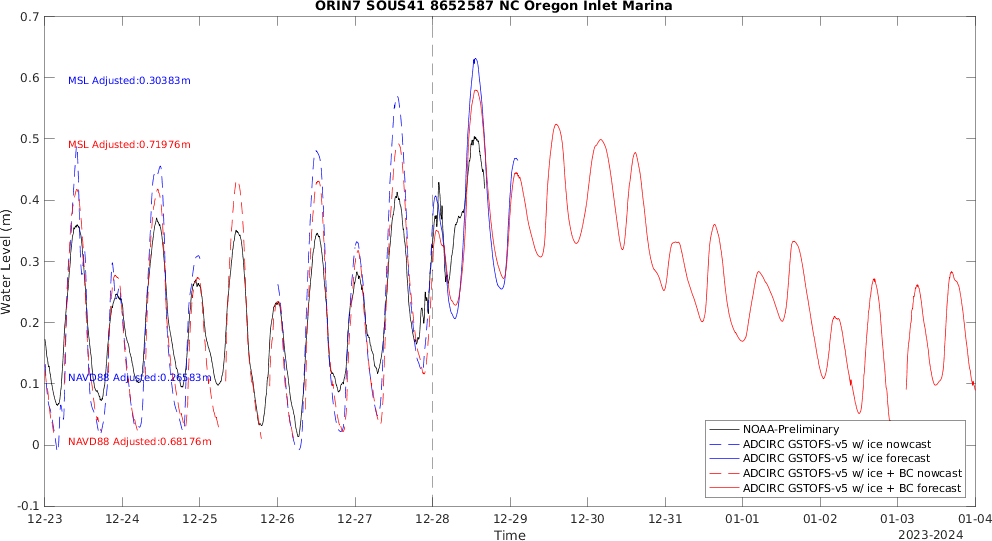 ORIN7 SOUS41 8652587 NC Oregon Inlet Marina
0.7
0.6
0.5
0.4
0.3
0.2
0.1
0
-0.1
Water Level (m)
MSL Adjusted:0.30383m
MSL Adjusted:0.71976m
NAVD88 Adjusted:0.26583m
NAVD88 Adjusted:0.68176m
NOAA-Preliminary
ADCIRC GSTOFS-v5 w/ ice nowcast
ADCIRC GSTOFS-v5 w/ ice forecast
ADCIRC GSTOFS-v5 w/ ice + BC nowcast
ADCIRC GSTOFS-v5 w/ ice + BC forecast
12-23 12-24 12-25 12-26 12-27 12-28 12-29 12-30 12-31 01-01 01-02 01-03 01-04
Time
2023-2024